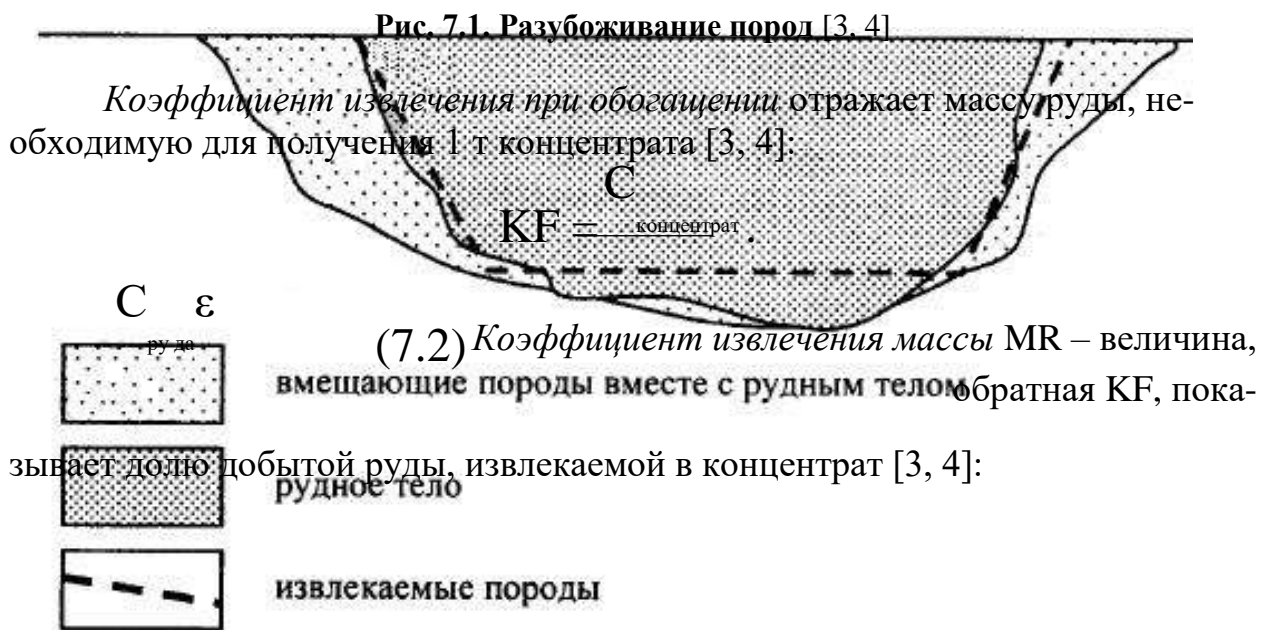 Рис. 7.1. Разубоживание пород [3, 4]
Коэффициент извлечения при обогащении отражает массу руды, не-
обходимую для получения 1 т концентрата [3, 4]:
C
KF = концентрат .
C ε
руда
(7.2) Коэффициент извлечения массы MR – величина,
вмещающие породы вместе с рудным телом
обратная KF, пока-
зывает долю добытой руды, извлекаемой в концентрат [3, 4]:
рудное тело
извлекаемые породы